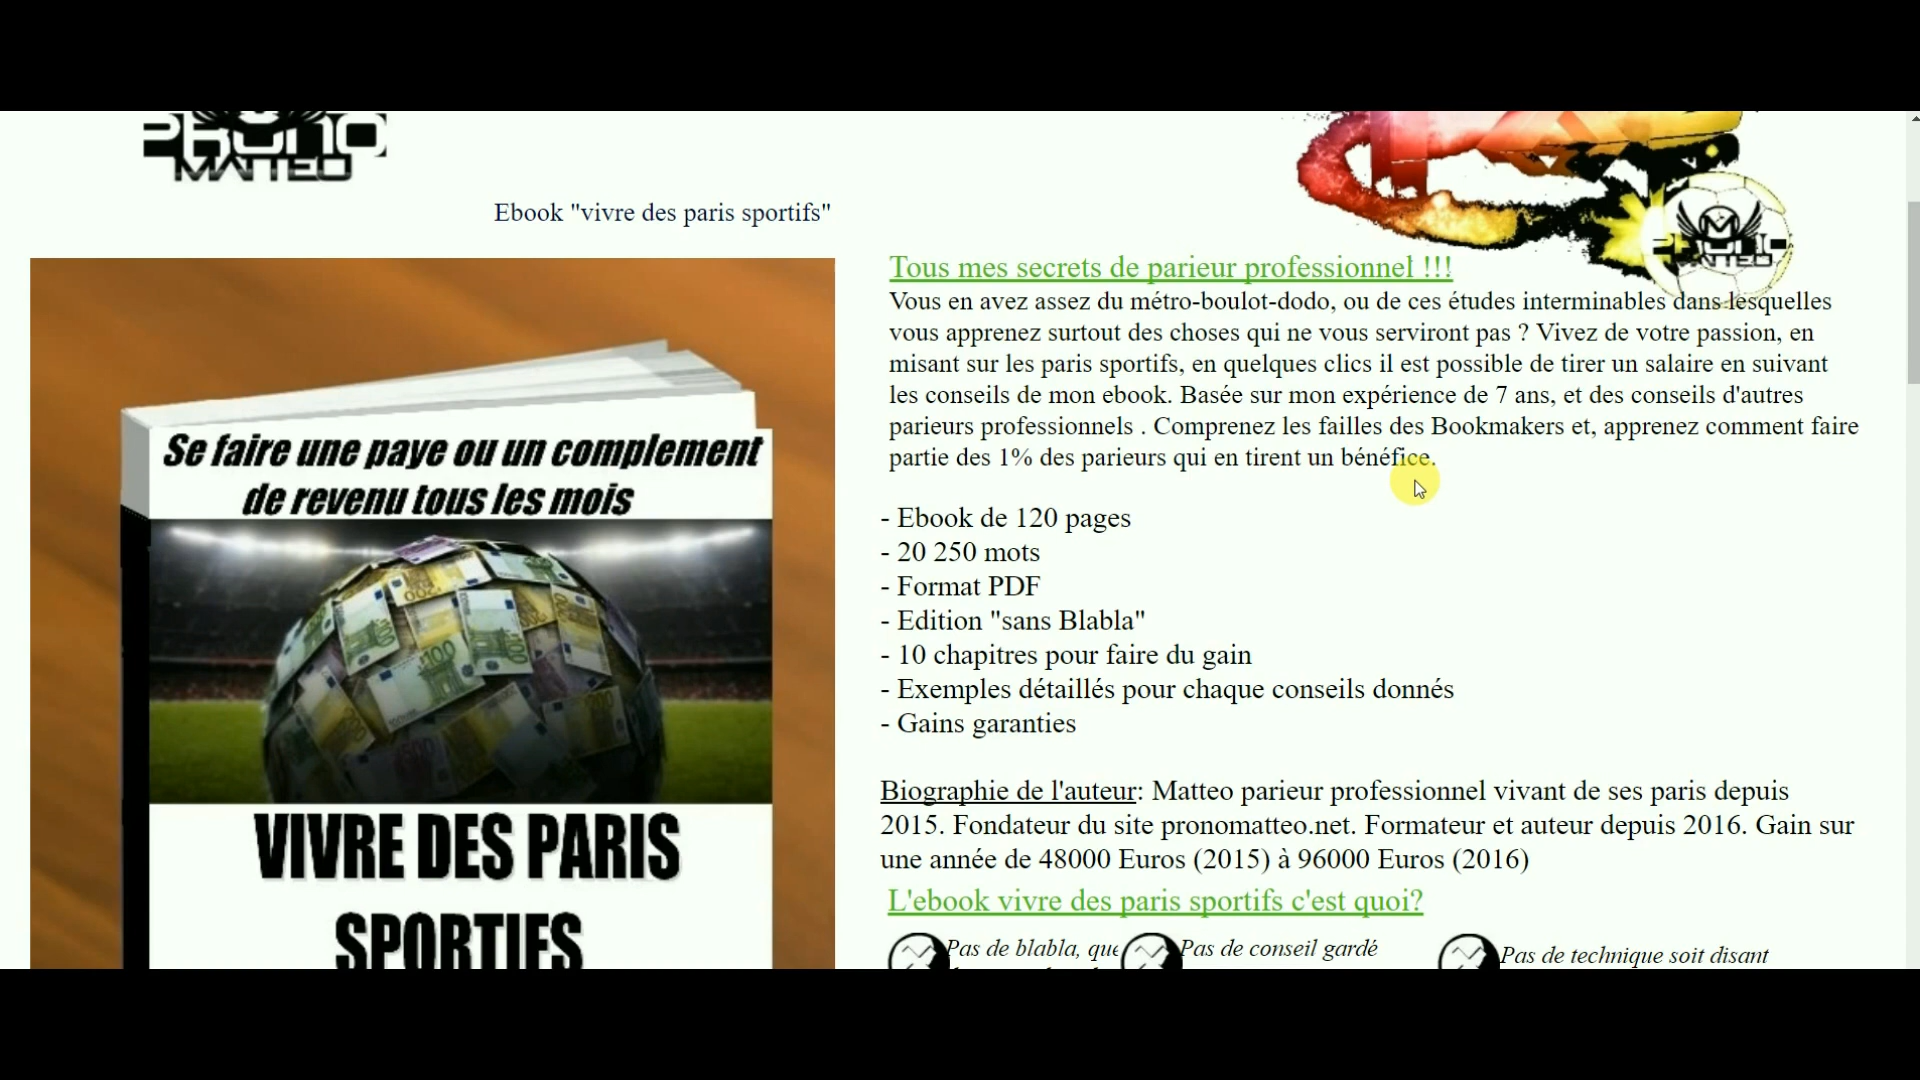 PRONO
MATTEO
Ebook "vivre des paris sportifs"
PRONO
MATTEO
Se faire une paye ou un complement
de revenu tous les mois
VIVRE DES PARIS
SPORTIFS
Tous mes secrets de parieur professionnel !!!
Vous en avez assez du métro-boulot-dodo, ou de ces études interminables dans lesquelles
vous apprenez surtout des choses qui ne vous serviront pas ? Vivez de votre passion, en
misant sur les paris sportifs, en quelques clics il est possible de tirer un salaire en suivant
les conseils de mon ebook. Basée sur mon expérience de 7 ans, et des conseils d'autres
parieurs professionnels . Comprenez les failles des Bookmakers et, apprenez comment faire
partie des 1% des parieurs qui en tirent un bénéfice.
- Ebook de 120 pages
- 20 250 mots
- Format PDF
- Edition "sans Blabla"
- 10 chapitres pour faire du gain
- Exemples détaillés pour chaque conseils donnés
- Gains garanties
Biographie de l'auteur: Matteo parieur professionnel vivant de ses paris depuis
2015. Fondateur du site pronomatteo.net. Formateur et auteur depuis 2016. Gain sur
une année de 48000 Euros (2015) à 96000 Euros (2016)
L'ebook vivre des paris sportifs c'est quoi?
Pas de blabla, que
Pas de conseil gardé
Pas de technique soit disant